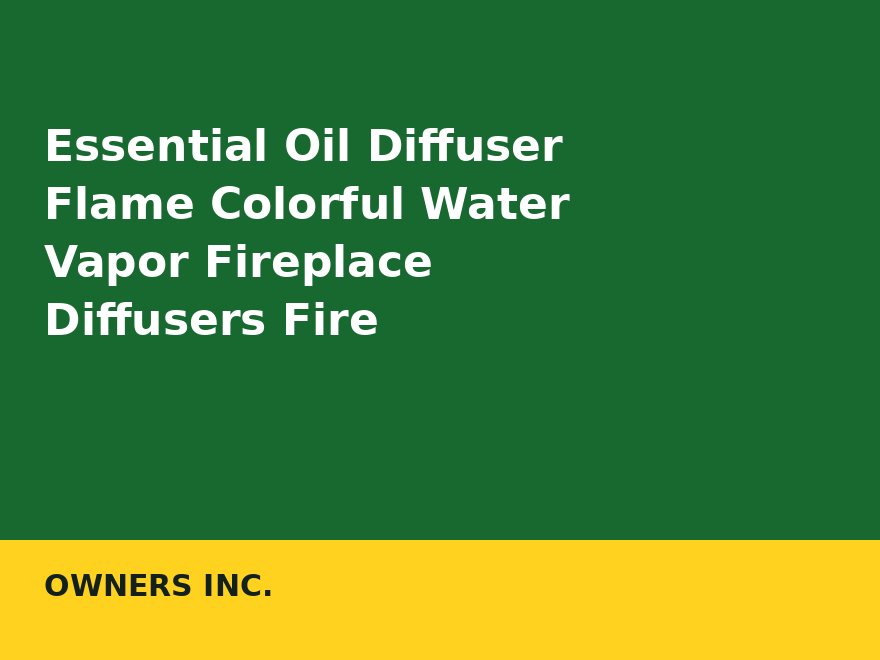 Essential Oil Diffuser
Flame Colorful Water
Vapor Fireplace
Diffusers Fire
OWNERS INC.